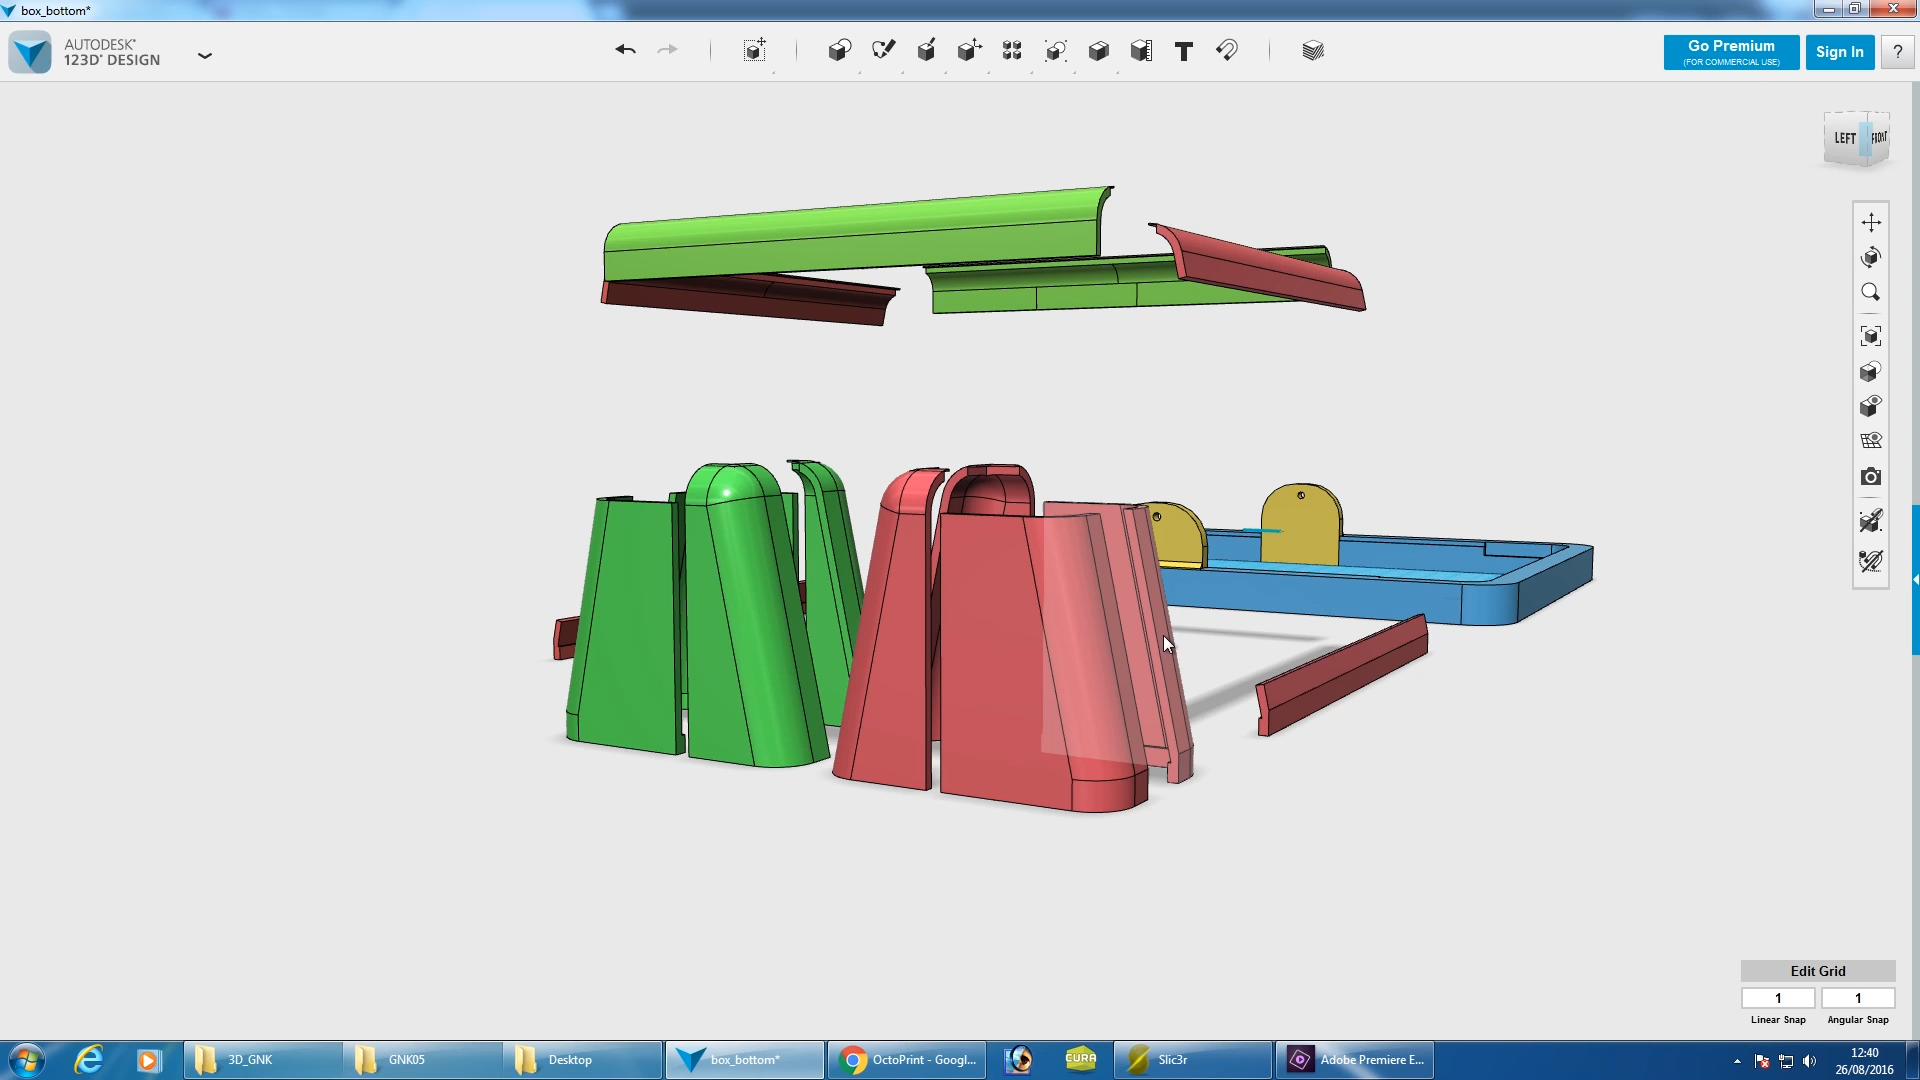 box_bottom*
AUTODESK®
123D® DESIGN
T
Go Premium
(FOR COMMERCIAL USE)
Sign In
?
LEFT
FRONT
Edit Grid
1
1
Linear Snap
Angular Snap
3D_GNK
GNK05
Desktop
box_bottom*
OctoPrint - Googl...
CURA
Slic3r
Adobe Premiere E...
12:40
26/08/2016